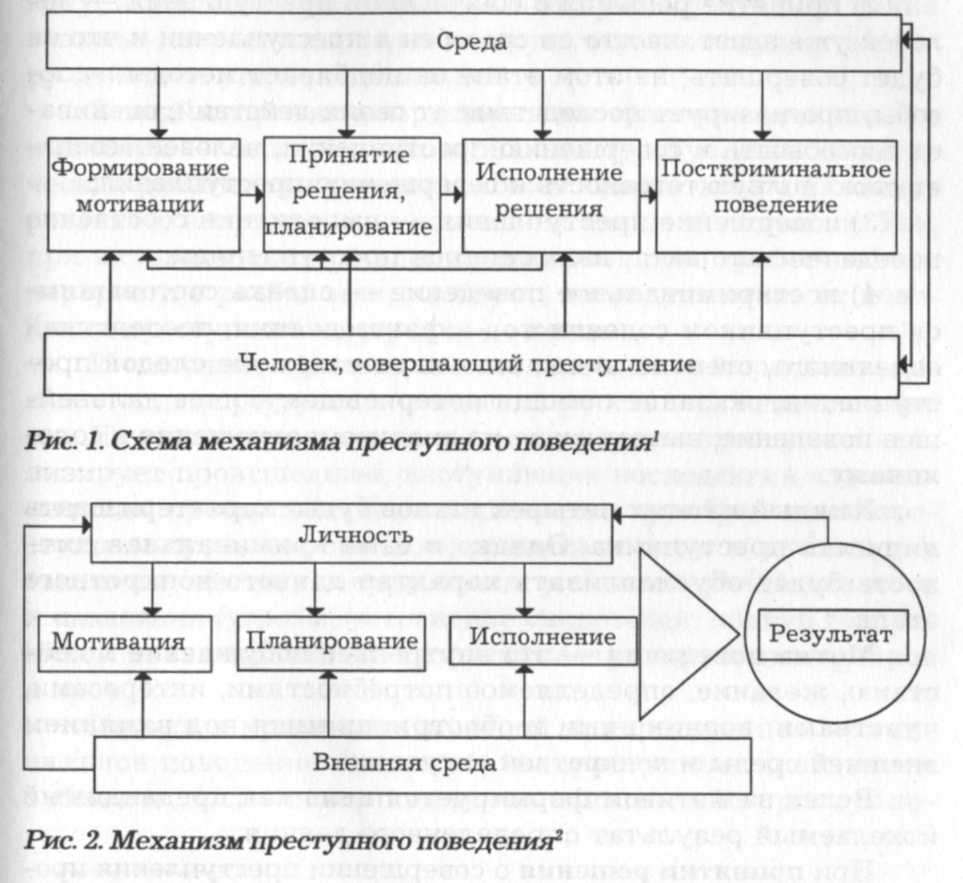 Среда
Формирование
мотивации
Принятие
решения,
планирование
Исполнение
решения
Посткриминальное
поведение
Человек, совершающий преступление
Рис. 1. Схема механизма преступного поведения¹
Личность
Мотивация
Планирование
Исполнение
Результат
Внешняя среда
Рис. 2. Механизм преступного поведения²